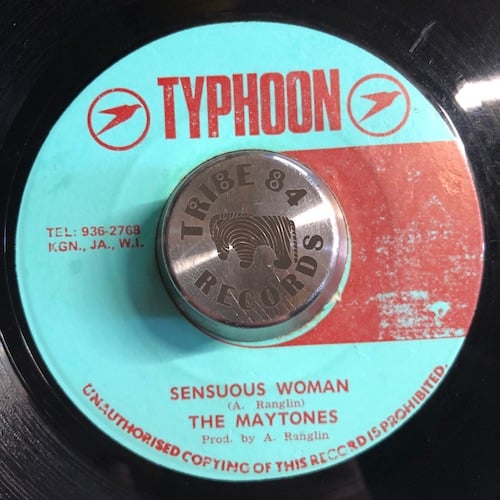 TYPHOON
TRIBE 84
RECORDS
TEL: 936-2768
KGN., JA., W.I.
SENSUOUS WOMAN
(A. Ranglin)
THE MAYTONES
Prod. by A. Ranglin
UNAUTHORISED COPYING OF THIS RECORD IS PROHIBITED.